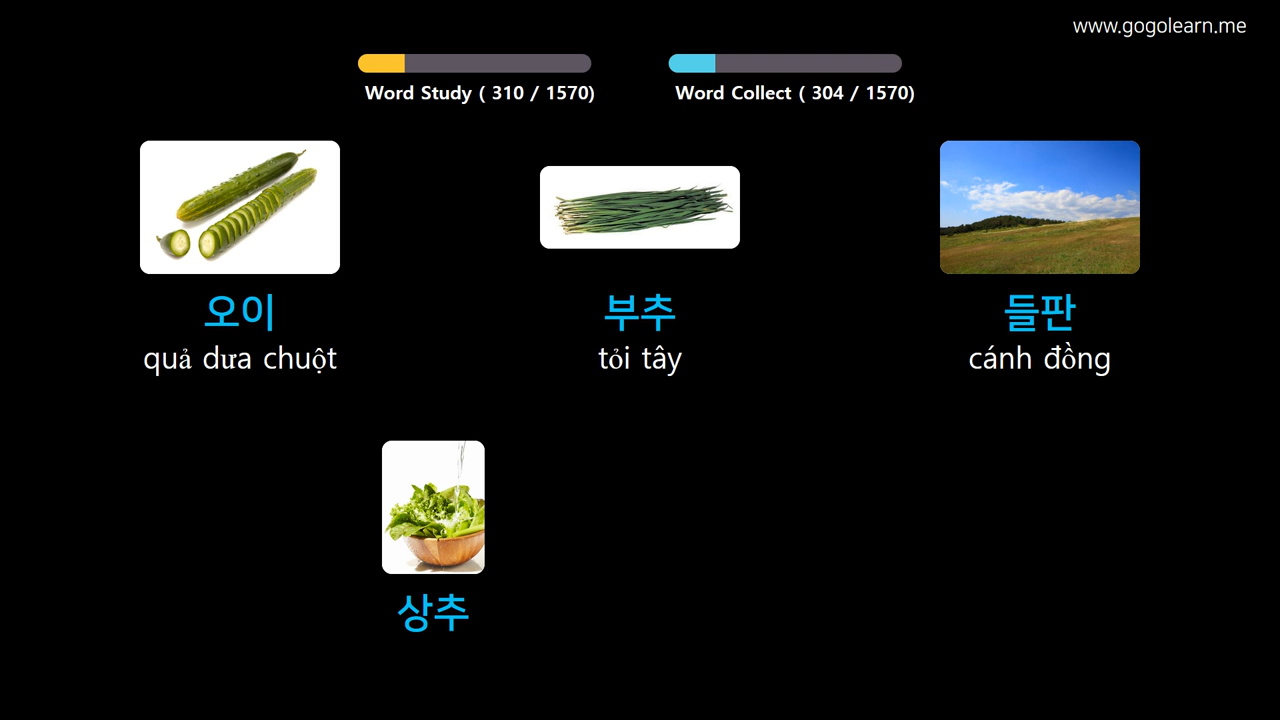 www.gogolearn.me
Word Study ( 310 / 1570)
Word Collect ( 304 / 1570)
오이
quả dưa chuột
부추
tỏi tây
들판
cánh đồng
상추